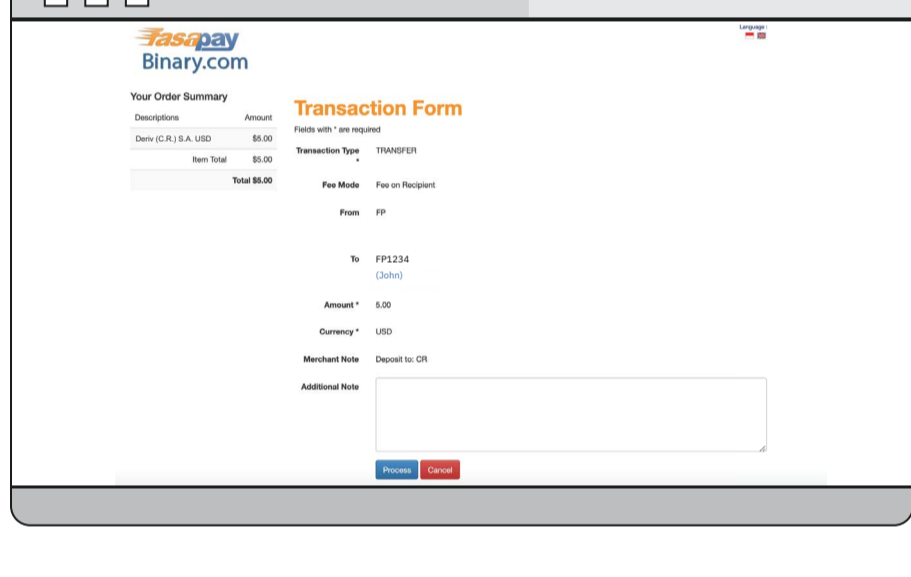 Language :
Fasapay
Binary.com
Your Order Summary
Descriptions Amount
Deriv (C.R.) S.A. USD $5.00
Item Total $5.00
Total $5.00
Transaction Form
Fields with * are required
Transaction Type * TRANSFER
Fee Mode Fee on Recipient
From FP
To FP1234
(John)
Amount * 5.00
Currency * USD
Merchant Note Deposit to: CR
Additional Note
Process Cancel